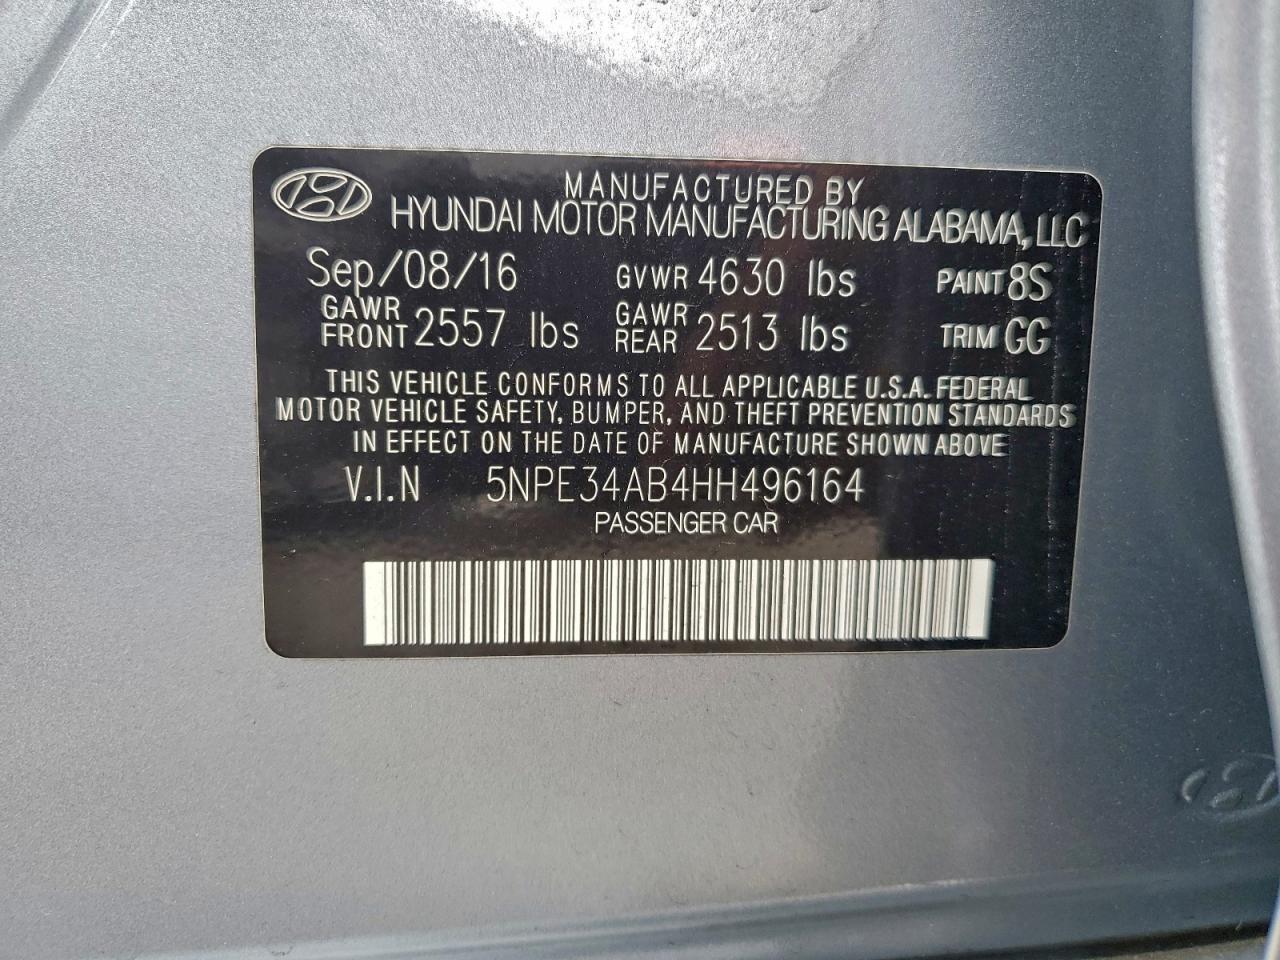 MANUFACTURED BY
HYUNDAI MOTOR MANUFACTURING ALABAMA, LLC
Sep/08/16 GVWR 4630 lbs PAINT 8S
GAWR FRONT 2557 lbs GAWR REAR 2513 lbs TRIM GG
THIS VEHICLE CONFORMS TO ALL APPLICABLE U.S.A. FEDERAL
MOTOR VEHICLE SAFETY, BUMPER, AND THEFT PREVENTION STANDARDS
IN EFFECT ON THE DATE OF MANUFACTURE SHOWN ABOVE
V.I.N 5NPE34AB4HH496164
PASSENGER CAR